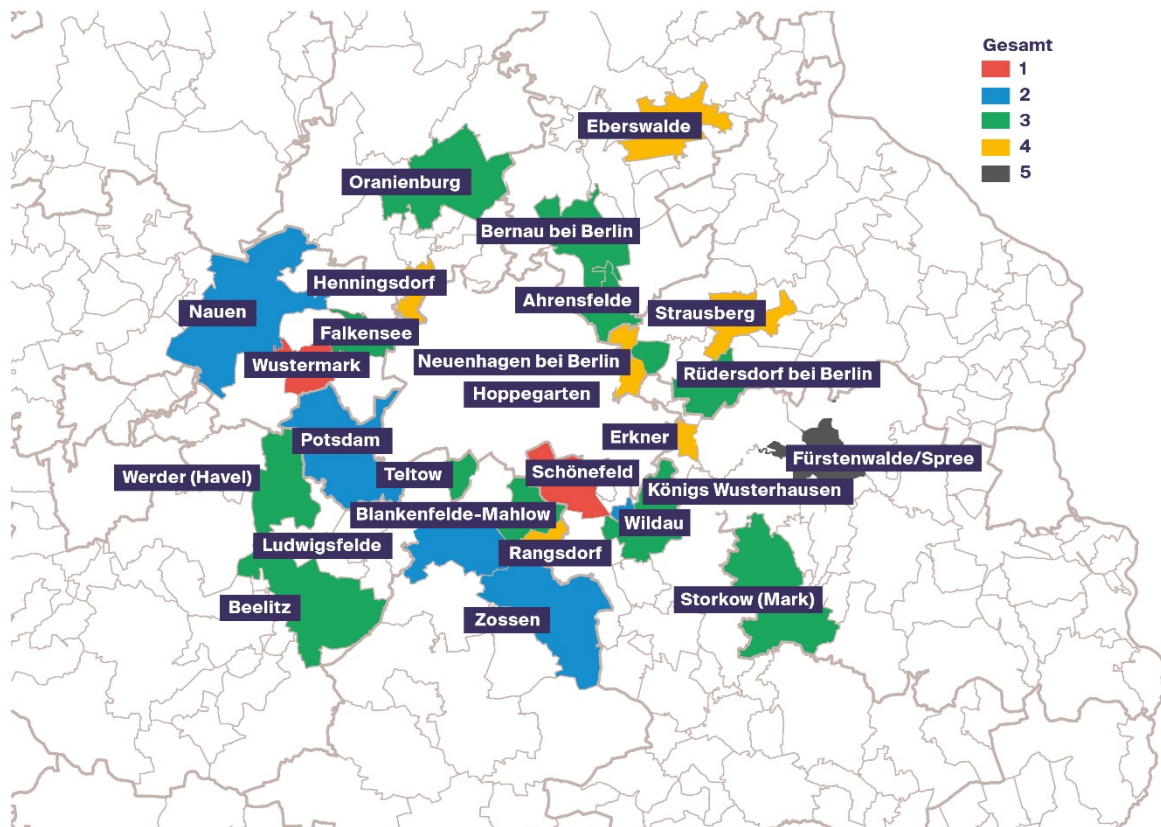 Gesamt
1
2
3
4
5
Eberswalde
Oranienburg
Bernau bei Berlin
Henningsdorf
Ahrensfelde
Nauen
Strausberg
Falkensee
Neuenhagen bei Berlin
Wustermark
Rüdersdorf bei Berlin
Hoppegarten
Erkner
Potsdam
Fürstenwalde/Spree
Schönefeld
Teltow
Werder (Havel)
Königs Wusterhausen
Blankenfelde-Mahlow
Wildau
Ludwigsfelde
Rangsdorf
Storkow (Mark)
Beelitz
Zossen